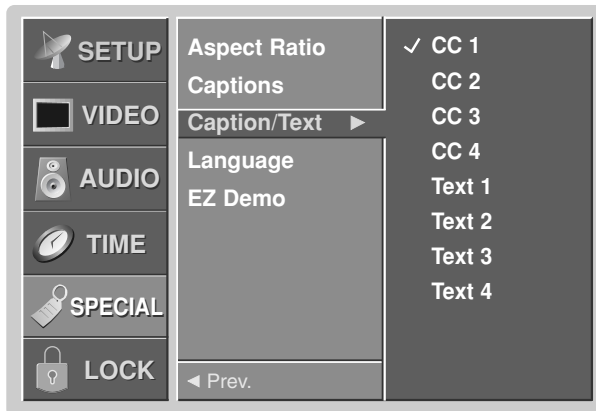 SETUP
VIDEO
AUDIO
TIME
SPECIAL
LOCK
Aspect Ratio
Captions
Caption/Text ►
Language
EZ Demo
◄ Prev.
✓ CC 1
CC 2
CC 3
CC 4
Text 1
Text 2
Text 3
Text 4